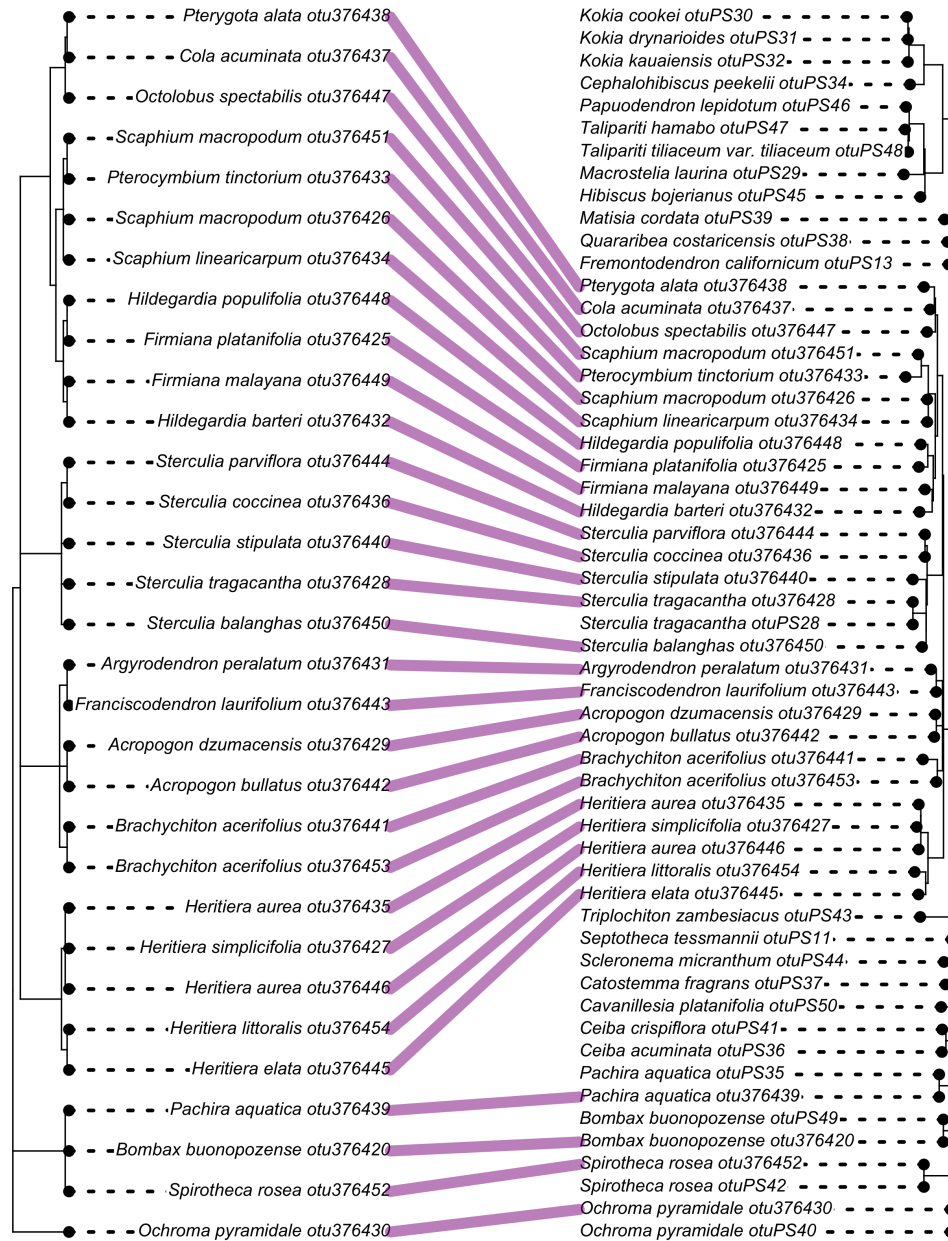 Pterygota alata otu376438
Cola acuminata otu376437
Octolobus spectabilis otu376447
Scaphium macropodum otu376451
Pterocymbium tinctorium otu376433
Scaphium macropodum otu376426
Scaphium linearicarpum otu376434
Hildegardia populifolia otu376448
Firmiana platanifolia otu376425
Firmiana malayana otu376449
Hildegardia barteri otu376432
Sterculia parviflora otu376444
Sterculia coccinea otu376436
Sterculia stipulata otu376440
Sterculia tragacantha otu376428
Sterculia balanghas otu376450
Argyrodendron peralatum otu376431
Franciscodendron laurifolium otu376443
Acropogon dzumacensis otu376429
Acropogon bullatus otu376442
Brachychiton acerifolius otu376441
Brachychiton acerifolius otu376453
Heritiera aurea otu376435
Heritiera simplicifolia otu376427
Heritiera aurea otu376446
Heritiera littoralis otu376454
Heritiera elata otu376445
Pachira aquatica otu376439
Bombax buonopozense otu376420
Spirotheca rosea otu376452
Ochroma pyramidale otu376430
Kokia cookei otuPS30
Kokia drynarioides otuPS31
Kokia kauaiensis otuPS32
Cephalohibiscus peekelii otuPS34
Papuodendron lepidotum otuPS46
Talipariti hamabo otuPS47
Talipariti tiliaceum var. tiliaceum otuPS48
Macrostelia laurina otuPS29
Hibiscus bojerianus otuPS45
Matisia cordata otuPS39
Quararibea costaricensis otuPS38
Fremontodendron californicum otuPS13
Pterygota alata otu376438
Cola acuminata otu376437
Octolobus spectabilis otu376447
Scaphium macropodum otu376451
Pterocymbium tinctorium otu376433
Scaphium macropodum otu376426
Scaphium linearicarpum otu376434
Hildegardia populifolia otu376448
Firmiana platanifolia otu376425
Firmiana malayana otu376449
Hildegardia barteri otu376432
Sterculia parviflora otu376444
Sterculia coccinea otu376436
Sterculia stipulata otu376440
Sterculia tragacantha otu376428
Sterculia tragacantha otuPS28
Sterculia balanghas otu376450
Argyrodendron peralatum otu376431
Franciscodendron laurifolium otu376443
Acropogon dzumacensis otu376429
Acropogon bullatus otu376442
Brachychiton acerifolius otu376441
Brachychiton acerifolius otu376453
Heritiera aurea otu376435
Heritiera simplicifolia otu376427
Heritiera aurea otu376446
Heritiera littoralis otu376454
Heritiera elata otu376445
Triplochiton zambesiacus otuPS43
Septotheca tessmannii otuPS11
Scleronema micranthum otuPS44
Catostemma fragrans otuPS37
Cavanillesia platanifolia otuPS50
Ceiba crispiflora otuPS41
Ceiba acuminata otuPS36
Pachira aquatica otuPS35
Pachira aquatica otu376439
Bombax buonopozense otuPS49
Bombax buonopozense otu376420
Spirotheca rosea otu376452
Spirotheca rosea otuPS42
Ochroma pyramidale otu376430
Ochroma pyramidale otuPS40